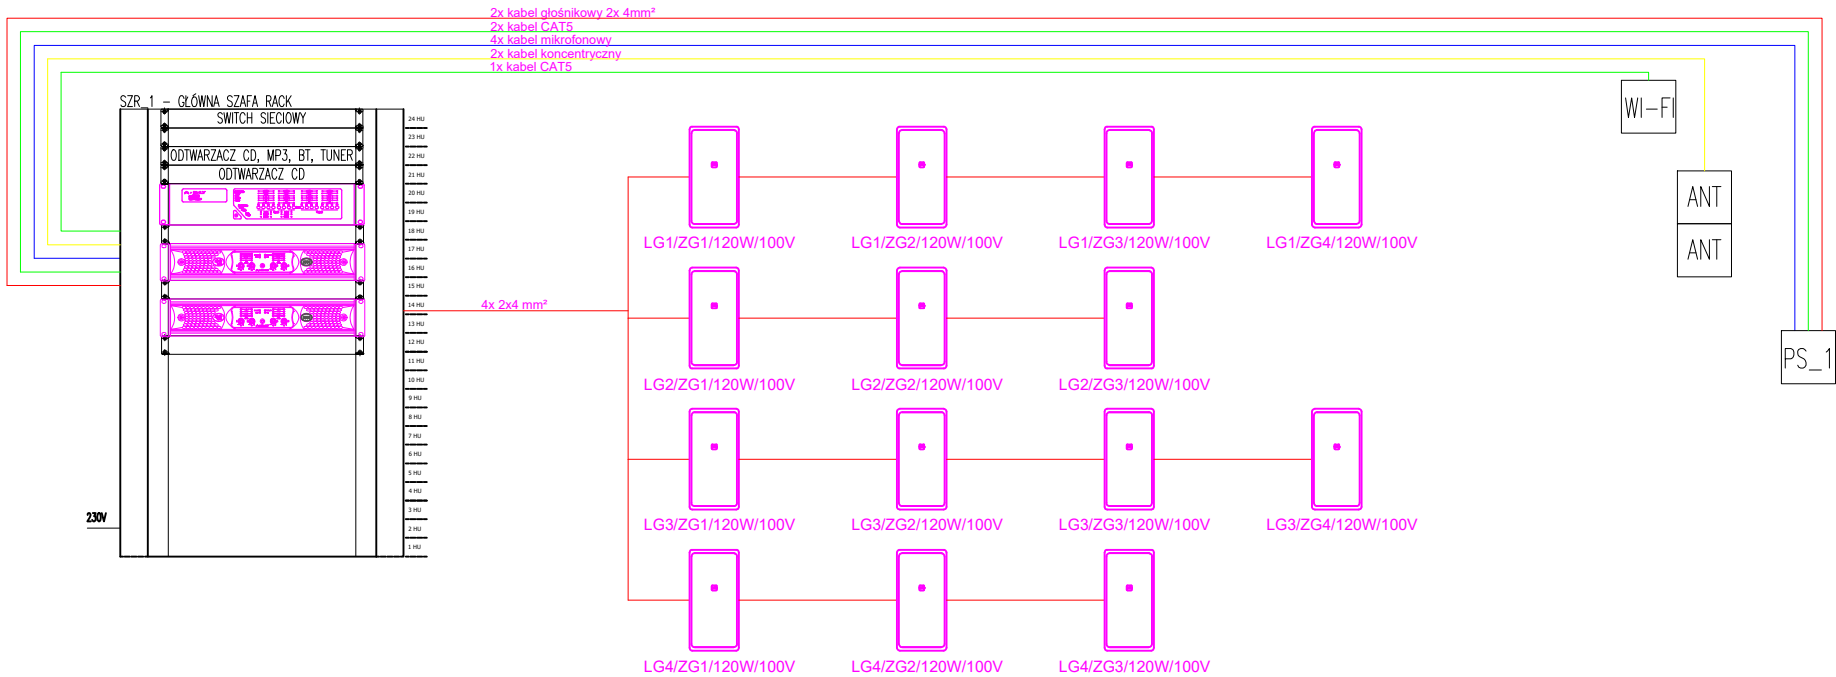 2x kabel głośnikowy 2x 4mm²
2x kabel CAT5
4x kabel mikrofonowy
2x kabel koncentryczny
1x kabel CAT5
SZR_1 – GŁÓWNA SZAFA RACK
SWITCH SIECIOWY
ODTWARZACZ CD, MP3, BT, TUNER
ODTWARZACZ CD
24 HU
23 HU
22 HU
21 HU
20 HU
19 HU
18 HU
17 HU
16 HU
15 HU
14 HU
13 HU
12 HU
11 HU
10 HU
9 HU
8 HU
7 HU
6 HU
5 HU
4 HU
3 HU
2 HU
1 HU
230V
4x 2x4 mm²
LG1/ZG1/120W/100V
LG1/ZG2/120W/100V
LG1/ZG3/120W/100V
LG1/ZG4/120W/100V
LG2/ZG1/120W/100V
LG2/ZG2/120W/100V
LG2/ZG3/120W/100V
LG3/ZG1/120W/100V
LG3/ZG2/120W/100V
LG3/ZG3/120W/100V
LG3/ZG4/120W/100V
LG4/ZG1/120W/100V
LG4/ZG2/120W/100V
LG4/ZG3/120W/100V
WI–FI
ANT
ANT
PS_1